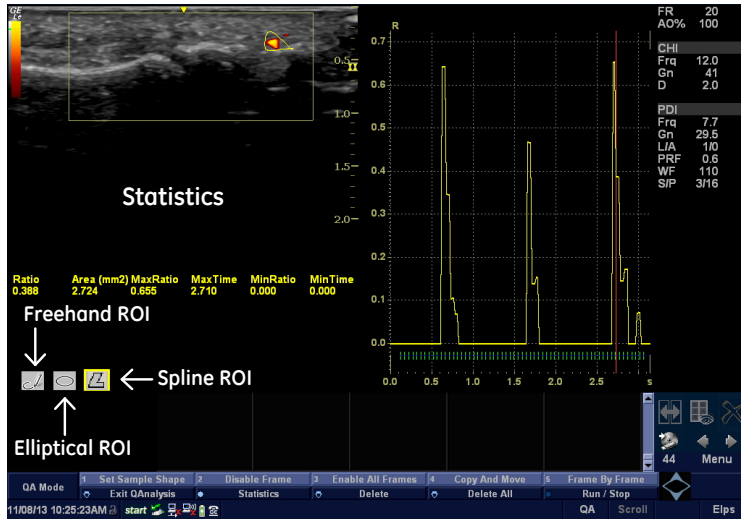 GE
Le
0.5
1.0
1.5
2.0
Statistics
Ratio Area (mm2) MaxRatio MaxTime MinRatio MinTime
0.388 2.724 0.655 2.710 0.000 0.000
Freehand ROI
Spline ROI
Elliptical ROI
R
0.7
0.6
0.5
0.4
0.3
0.2
0.1
0.0
0.0 0.5 1.0 1.5 2.0 2.5 s
FR 20
AO% 100
CHI
Frq 12.0
Gn 41
D 2.0
PDI
Frq 7.7
Gn 29.5
L/A 1/0
PRF 0.6
WF 110
S/P 3/16
44 Menu
QA Mode
1 Set Sample Shape 2 Disable Frame 3 Enable All Frames 4 Copy And Move 5 Frame By Frame
Exit QAnalysis Statistics Delete Delete All Run / Stop
11/08/13 10:25:23AM start QA Scroll Elps